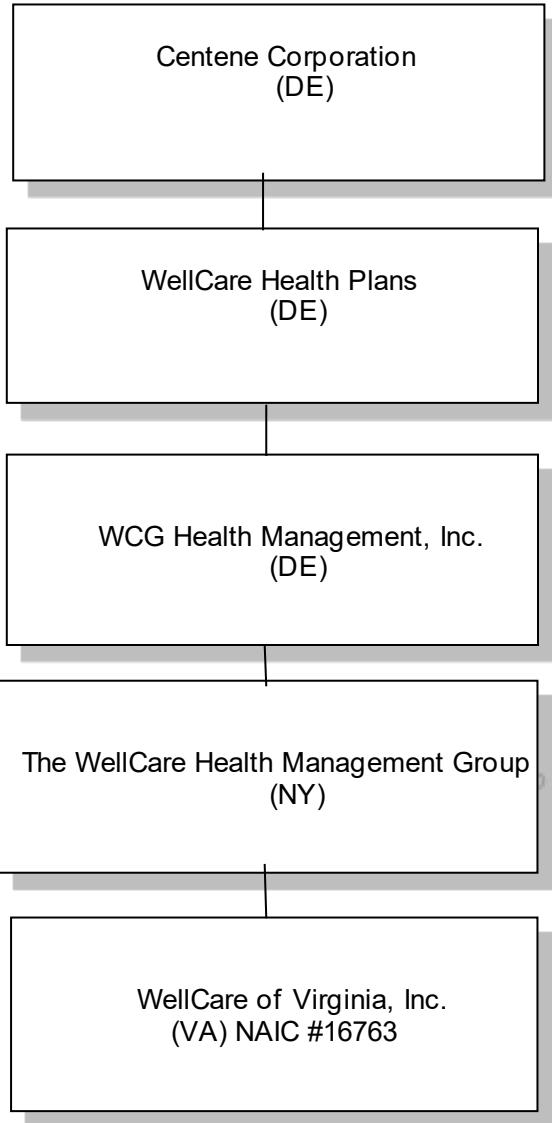 Centene Corporation
(DE)
WellCare Health Plans
(DE)
WCG Health Management, Inc.
(DE)
The WellCare Health Management Group
(NY)
WellCare of Virginia, Inc.
(VA) NAIC #16763